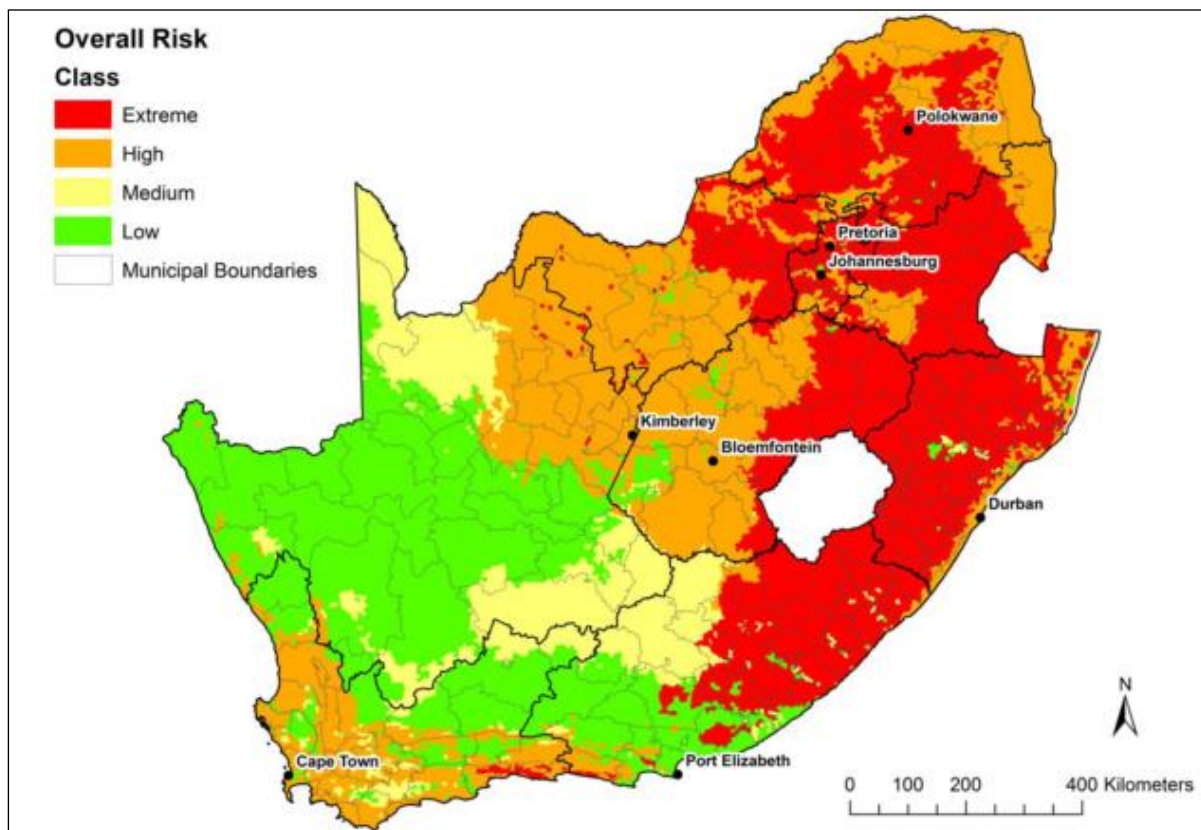 Overall Risk
Class
Extreme
High
Medium
Low
Municipal Boundaries
Polokwane
Pretoria
Johannesburg
Kimberley
Bloemfontein
Durban
Cape Town
Port Elizabeth
N
0 100 200 400 Kilometers